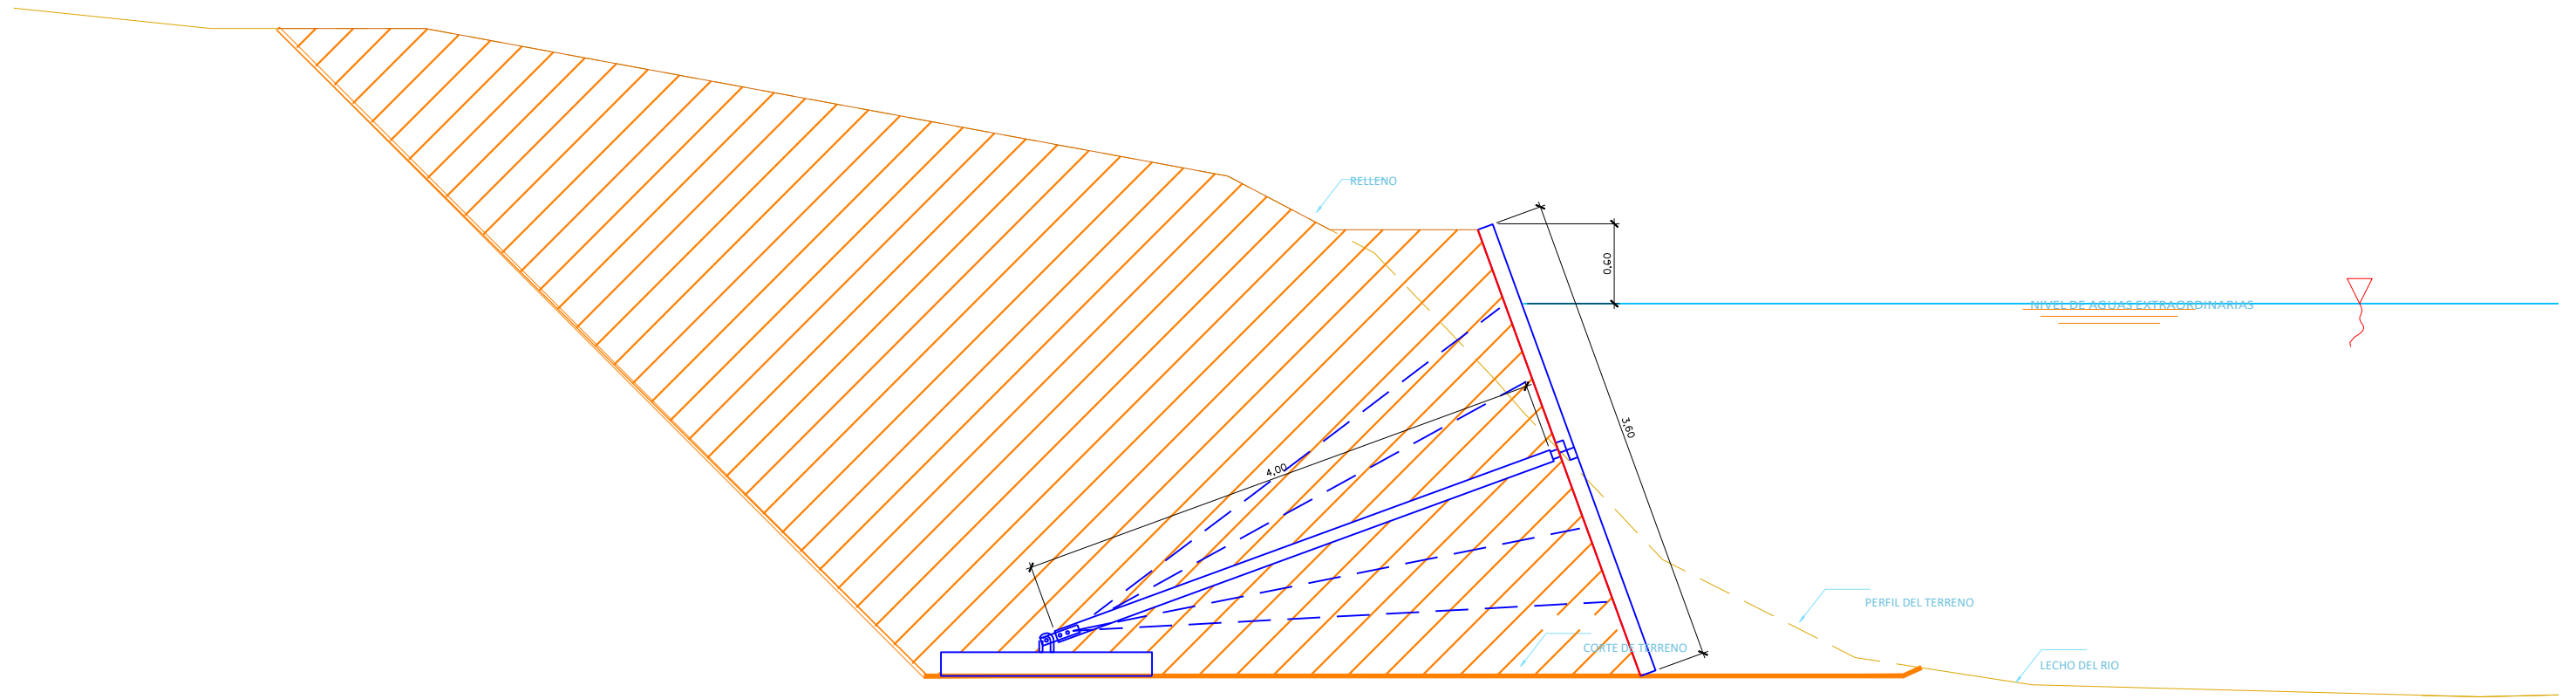 RELLENO
0,60
NIVEL DE AGUAS EXTRAORDINARIAS
3,60
4,00
PERFIL DEL TERRENO
CORTE DE TERRENO
LECHO DEL RIO